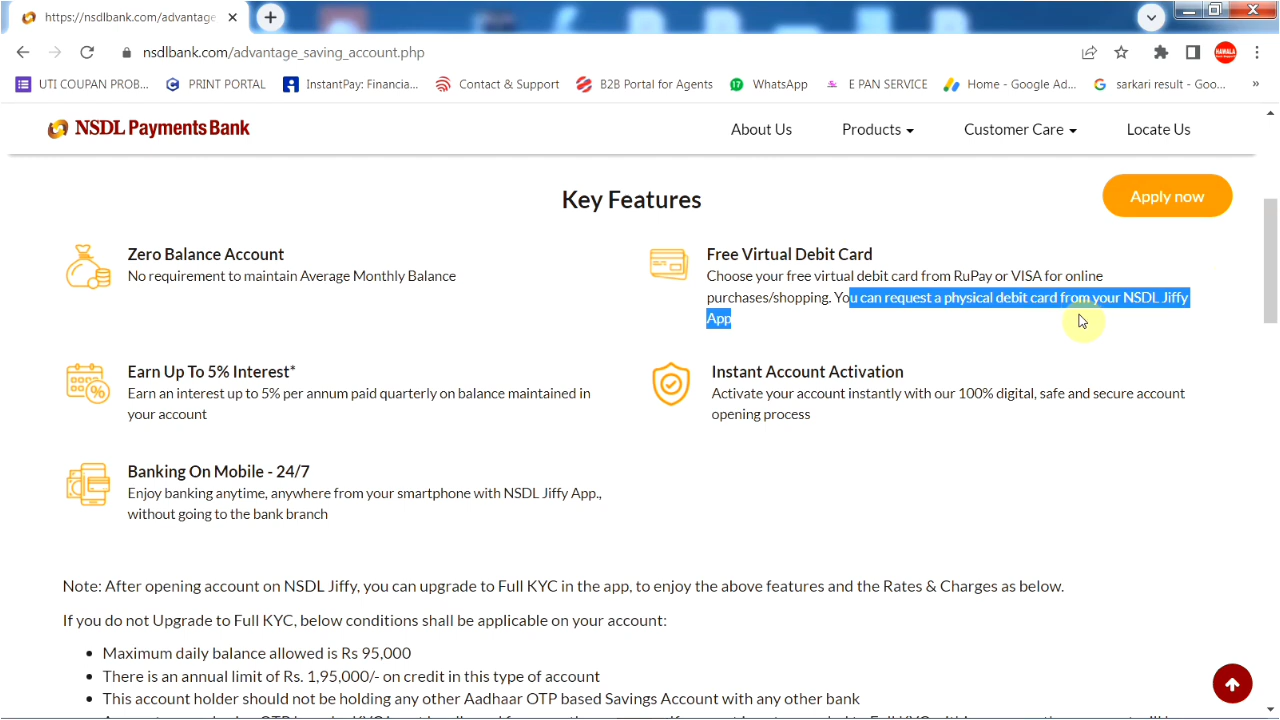 https://nsdlbank.com/advantage
nsdlbank.com/advantage_saving_account.php
UTI COUPAN PROB...
PRINT PORTAL
InstantPay: Financia...
Contact & Support
B2B Portal for Agents
17
WhatsApp
E PAN SERVICE
Home - Google Ad...
sarkari result - Goo...
»
NSDL Payments Bank
About Us
Products
Customer Care
Locate Us
Key Features
Apply now
Zero Balance Account
No requirement to maintain Average Monthly Balance
Free Virtual Debit Card
Choose your free virtual debit card from RuPay or VISA for online
purchases/shopping. You can request a physical debit card from your NSDL Jiffy
App
Earn Up To 5% Interest*
Earn an interest up to 5% per annum paid quarterly on balance maintained in
your account
Instant Account Activation
Activate your account instantly with our 100% digital, safe and secure account
opening process
Banking On Mobile - 24/7
Enjoy banking anytime, anywhere from your smartphone with NSDL Jiffy App.,
without going to the bank branch
Note: After opening account on NSDL Jiffy, you can upgrade to Full KYC in the app, to enjoy the above features and the Rates & Charges as below.
If you do not Upgrade to Full KYC, below conditions shall be applicable on your account:
• Maximum daily balance allowed is Rs 95,000
• There is an annual limit of Rs. 1,95,000/- on credit in this type of account
• This account holder should not be holding any other Aadhaar OTP based Savings Account with any other bank